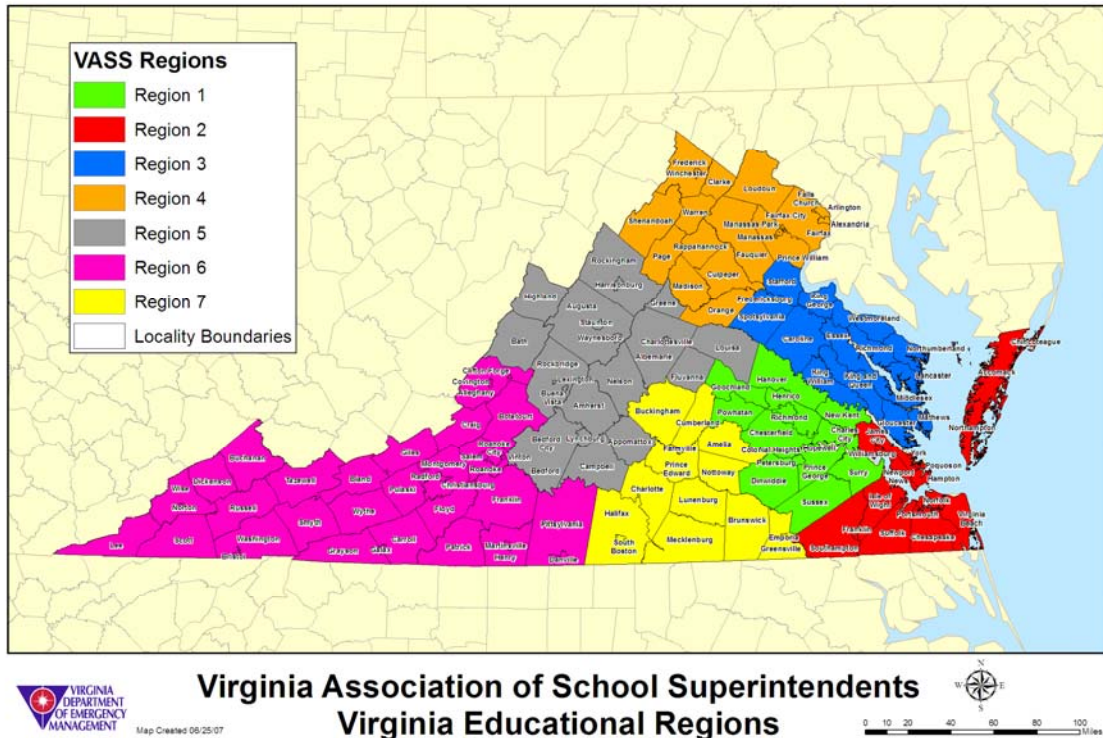 VASS Regions
Region 1
Region 2
Region 3
Region 4
Region 5
Region 6
Region 7
Locality Boundaries
Frederick
Winchester
Clarke
Loudoun
Falls
Church
Arlington
Alexandria
Fairfax City
Fairfax
Shenandoah
Warren
Manassas Park
Manassas
Rappahannock
Fauquier
Prince William
Page
Rockingham
Harrisonburg
Madison
Culpeper
Orange
Stafford
Fredericksburg
Spotsylvania
King
George
Westmoreland
Highland
Augusta
Greene
Staunton
Waynesboro
Charlottesville
Albemarle
Louisa
Caroline
Essex
Richmond
Northumberland
Lancaster
Chincoteague
Accomack
Northampton
Bath
Rockbridge
Lexington
Nelson
Fluvanna
Goochland
Hanover
King
William
King and
Queen
Middlesex
Mathews
Gloucester
Clifton Forge
Covington
Alleghany
Buena
Vista
Amherst
Buckingham
Cumberland
Powhatan
Henrico
Richmond
New Kent
Charles
City
James
City
Williamsburg
York
Poquoson
Hampton
Newport
News
Botetourt
Craig
Roanoke
City
Salem
Roanoke
Vinton
Bedford
City
Lynchburg
Appomattox
Bedford
Campbell
Farmville
Prince
Edward
Amelia
Nottoway
Chesterfield
Colonial Heights
Hopewell
Petersburg
Prince
George
Dinwiddie
Surry
Sussex
Isle of
Wight
Norfolk
Portsmouth
Virginia
Beach
Buchanan
Dickenson
Wise
Norton
Tazewell
Bland
Giles
Montgomery
Radford
Christiansburg
Pulaski
Franklin
Charlotte
Lunenburg
Halifax
Brunswick
Franklin
Suffolk
Chesapeake
Southampton
Lee
Scott
Russell
Washington
Bristol
Smyth
Wythe
Grayson
Galax
Carroll
Floyd
Patrick
Martinsville
Henry
Pittsylvania
Danville
South
Boston
Mecklenburg
Emporia
Greensville
VIRGINIA
DEPARTMENT
OF EMERGENCY
MANAGEMENT
Map Created 06/25/07
Virginia Association of School Superintendents
Virginia Educational Regions
N
W
E
S
0 10 20 40 60 80 100
Miles